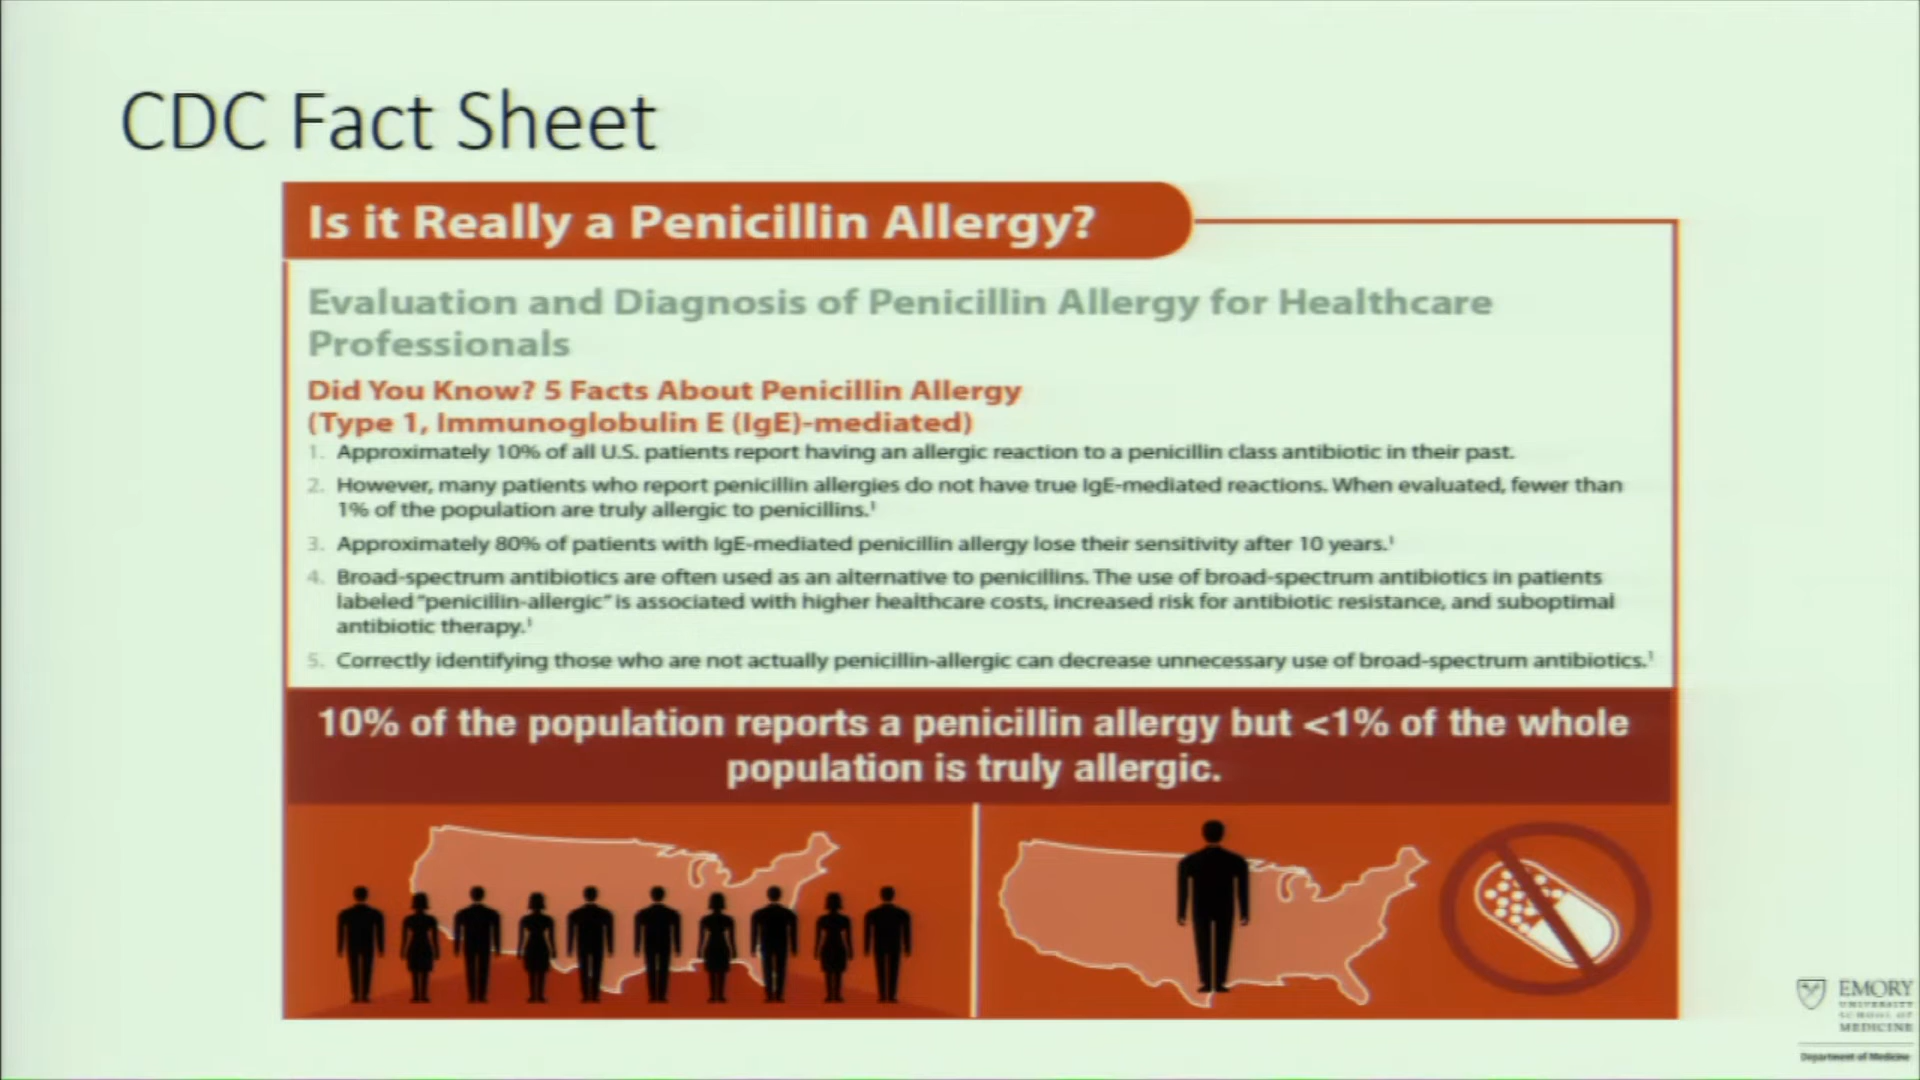 CDC Fact Sheet
Is it Really a Penicillin Allergy?
Evaluation and Diagnosis of Penicillin Allergy for Healthcare
Professionals
Did You Know? 5 Facts About Penicillin Allergy
(Type 1, Immunoglobulin E (IgE)-mediated)
1. Approximately 10% of all U.S. patients report having an allergic reaction to a penicillin class antibiotic in their past.
2. However, many patients who report penicillin allergies do not have true IgE-mediated reactions. When evaluated, fewer than
1% of the population are truly allergic to penicillins.¹
3. Approximately 80% of patients with IgE-mediated penicillin allergy lose their sensitivity after 10 years.¹
4. Broad-spectrum antibiotics are often used as an alternative to penicillins. The use of broad-spectrum antibiotics in patients
labeled "penicillin-allergic" is associated with higher healthcare costs, increased risk for antibiotic resistance, and suboptimal
antibiotic therapy.¹
5. Correctly identifying those who are not actually penicillin-allergic can decrease unnecessary use of broad-spectrum antibiotics.¹
10% of the population reports a penicillin allergy but <1% of the whole
population is truly allergic.
EMORY
UNIVERSITY
SCHOOL OF
MEDICINE
Department of Medicine